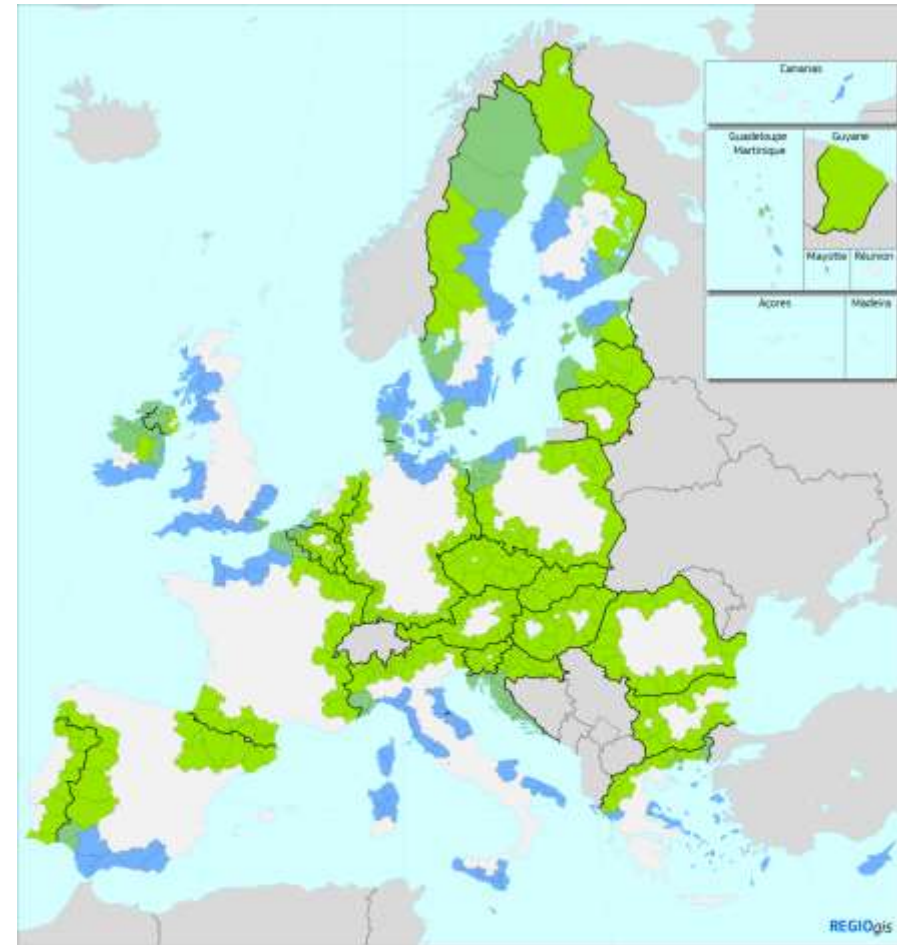 Canarias
Guadeloupe
Martinique
Guyane
Mayotte
Réunion
Açores
Madeira
REGIOgis